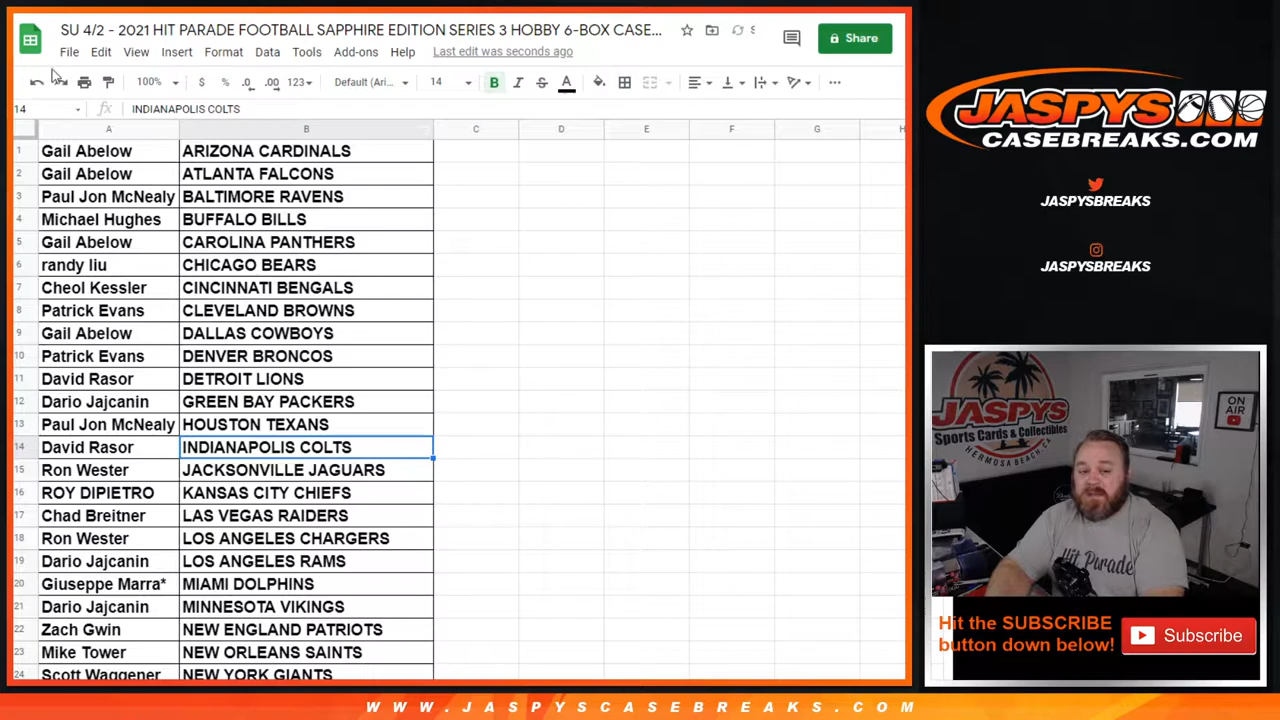 SU 4/2 - 2021 HIT PARADE FOOTBALL SAPPHIRE EDITION SERIES 3 HOBBY 6-BOX CASE...
Share
File Edit View Insert Format Data Tools Add-ons Help Last edit was seconds ago
100% $ % .0 .00 123 Default (Ari... 14 B I S A
14 fx INDIANAPOLIS COLTS
A B C D E F G H
1 Gail Abelow ARIZONA CARDINALS
2 Gail Abelow ATLANTA FALCONS
3 Paul Jon McNealy BALTIMORE RAVENS
4 Michael Hughes BUFFALO BILLS
5 Gail Abelow CAROLINA PANTHERS
6 randy liu CHICAGO BEARS
7 Cheol Kessler CINCINNATI BENGALS
8 Patrick Evans CLEVELAND BROWNS
9 Gail Abelow DALLAS COWBOYS
10 Patrick Evans DENVER BRONCOS
11 David Rasor DETROIT LIONS
12 Dario Jajcanin GREEN BAY PACKERS
13 Paul Jon McNealy HOUSTON TEXANS
14 David Rasor INDIANAPOLIS COLTS
15 Ron Wester JACKSONVILLE JAGUARS
16 ROY DIPIETRO KANSAS CITY CHIEFS
17 Chad Breitner LAS VEGAS RAIDERS
18 Ron Wester LOS ANGELES CHARGERS
19 Dario Jajcanin LOS ANGELES RAMS
20 Giuseppe Marra* MIAMI DOLPHINS
21 Dario Jajcanin MINNESOTA VIKINGS
22 Zach Gwin NEW ENGLAND PATRIOTS
23 Mike Tower NEW ORLEANS SAINTS
24 Scott Waggener NEW YORK GIANTS
JASPYS
CASEBREAKS.COM
JASPYSBREAKS
JASPYSBREAKS
JASPYS
Sports Cards & Collectibles
HERMOSA BEACH, CA
ON AIR
Hit Parade
Hit the SUBSCRIBE
button down below!
Subscribe
WWW.JASPYSCASEBREAKS.COM